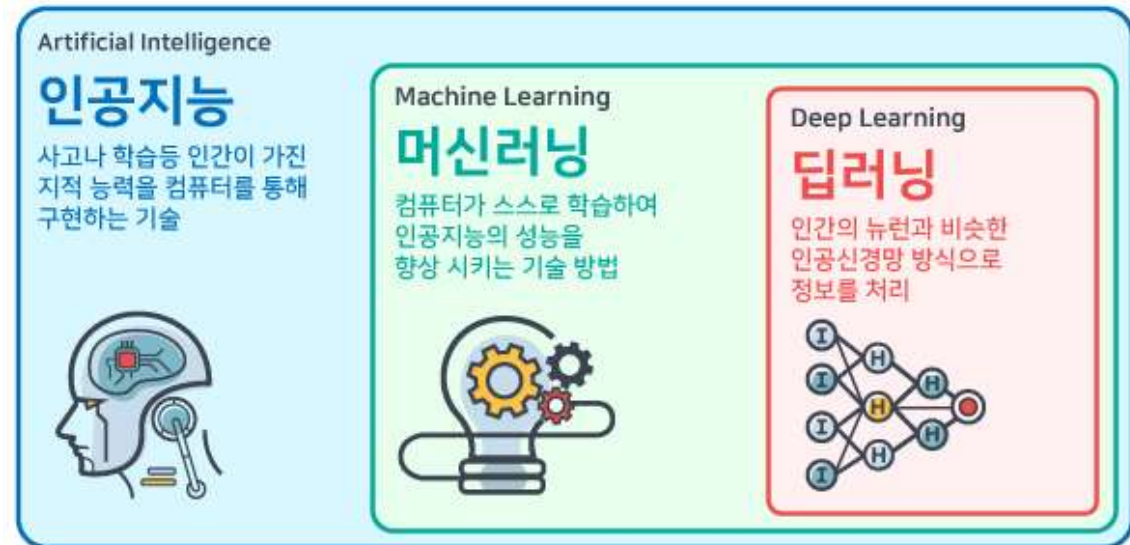 Artificial Intelligence
인공지능
사고나 학습등 인간이 가진
지적 능력을 컴퓨터를 통해
구현하는 기술
Machine Learning
머신러닝
컴퓨터가 스스로 학습하여
인공지능의 성능을
향상 시키는 기술 방법
Deep Learning
딥러닝
인간의 뉴런과 비슷한
인공신경망 방식으로
정보를 처리
I
H
I
H
H
I
H
H
I